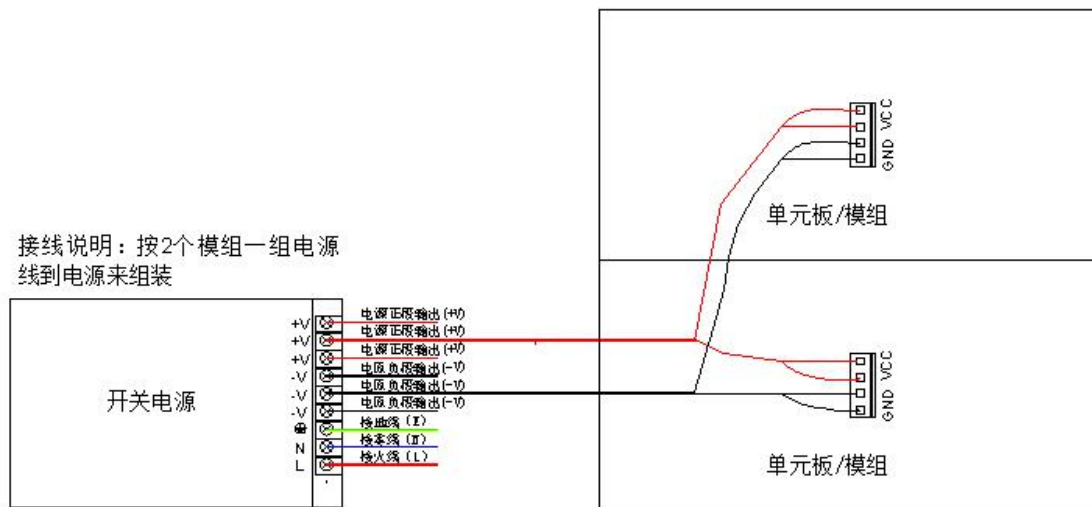 VCC
GND
单元板/模组
接线说明：按2个模组一组电源
线到电源来组装
+V 电源正极输出(+V)
+V 电源正极输出(+V)
+V 电源正极输出(+V)
-V 电源负极输出(-V)
-V 电源负极输出(-V)
-V 电源负极输出(-V)
接地线(E)
N 接零线(N)
L 接火线(L)
开关电源
VCC
GND
单元板/模组